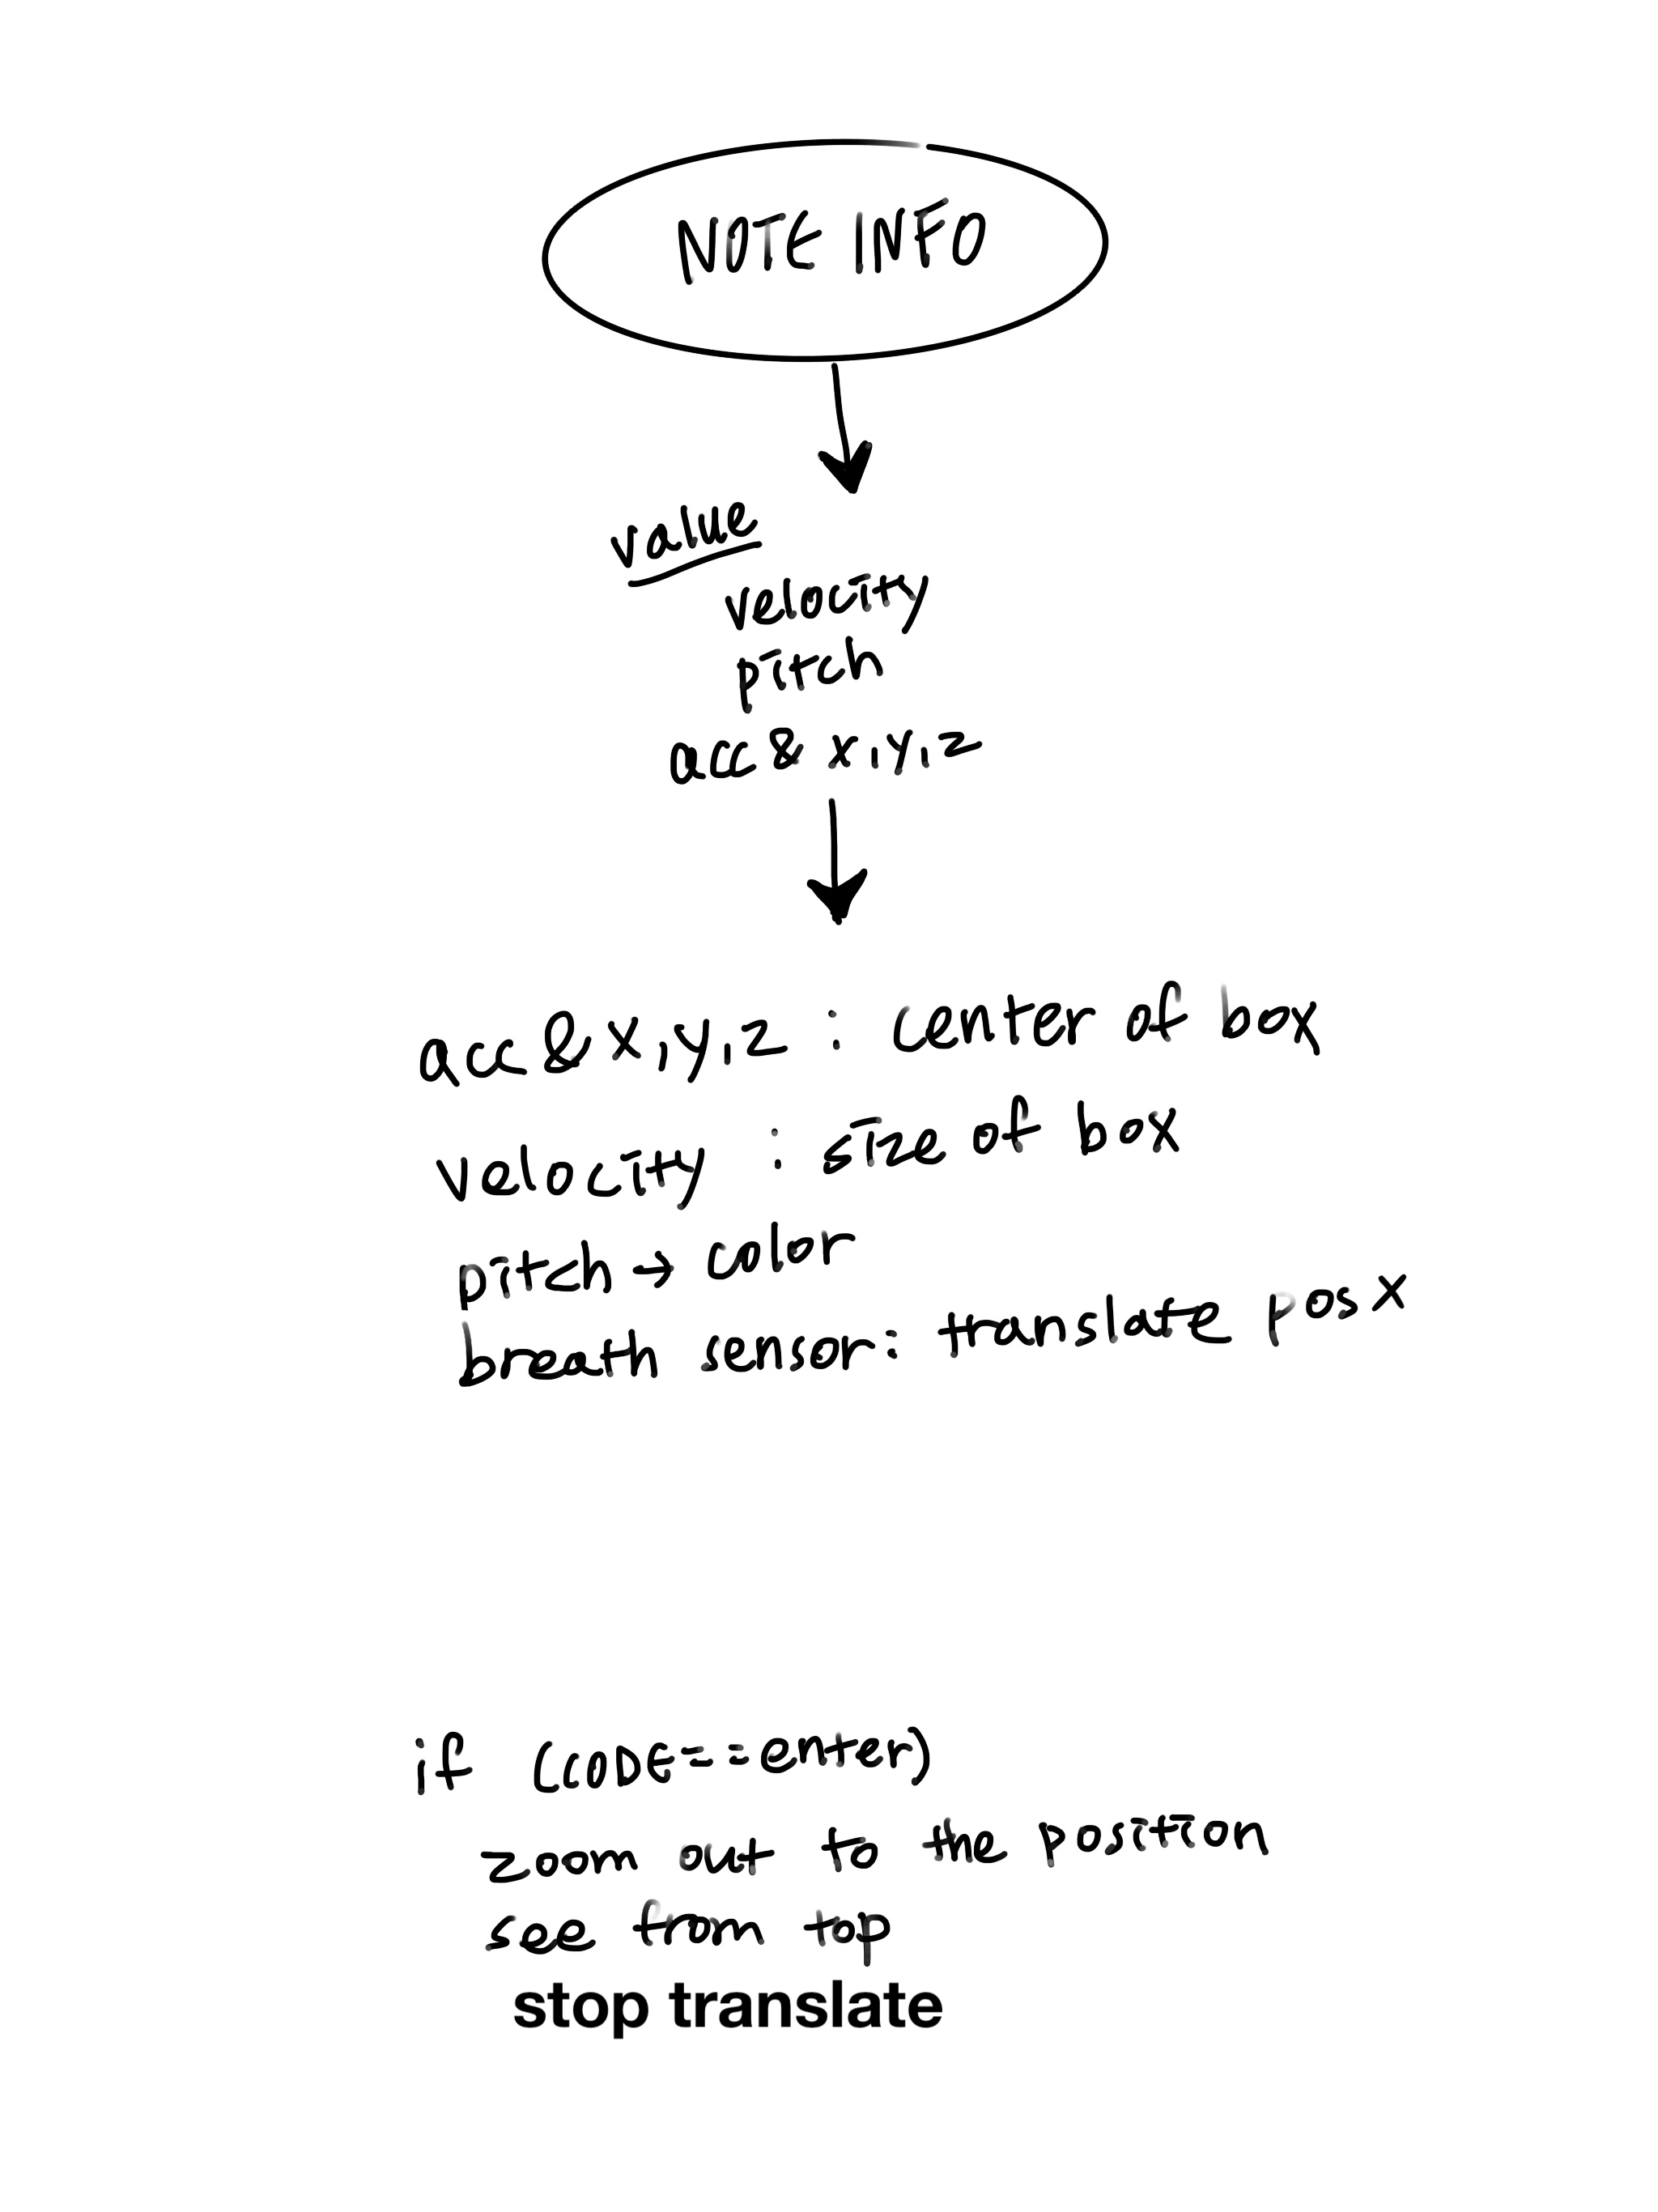 NOTE INFO
value
velocity
pitch
acc & x,y,z
acc & x,y,z : center of box
velocity : size of box
pitch → color
breath sensor: translate pos x
if (CODE==enter)
zoom out to the position
see from top
stop translate